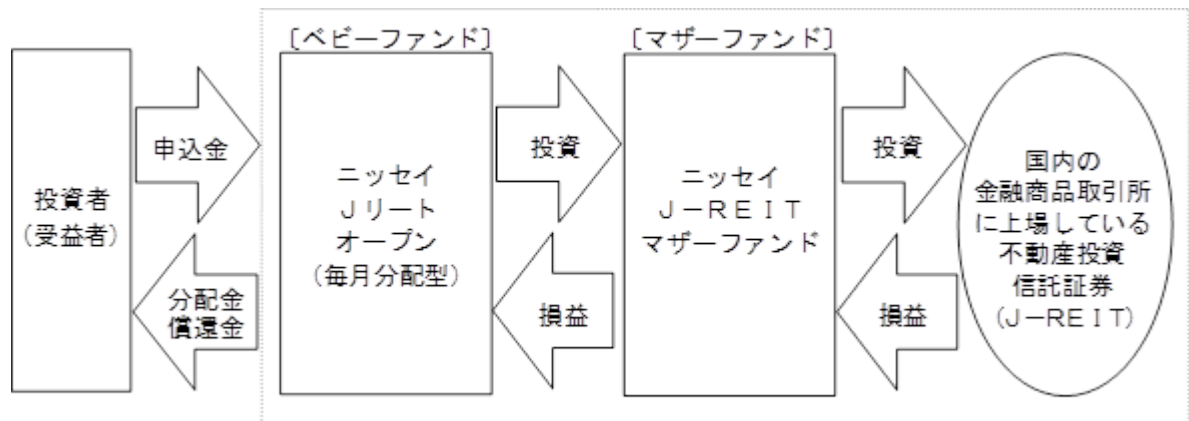 〔ベビーファンド〕
〔マザーファンド〕
投資者
（受益者）
申込金
分配金
償還金
ニッセイ
Ｊリート
オープン
（毎月分配型）
投資
損益
ニッセイ
Ｊ－ＲＥＩＴ
マザーファンド
投資
損益
国内の
金融商品取引所
に上場している
不動産投資
信託証券
（Ｊ－ＲＥＩＴ）